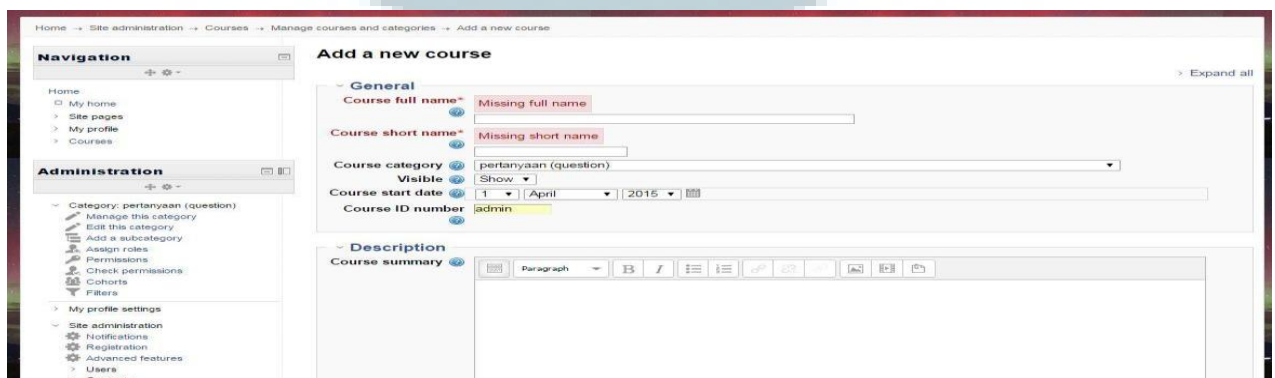 Home → Site administration → Courses → Manage courses and categories → Add a new course
Navigation
Home
My home
Site pages
My profile
Courses
Administration
Category: pertanyaan (question)
Manage this category
Edit this category
Add a subcategory
Assign roles
Permissions
Check permissions
Cohorts
Filters
My profile settings
Site administration
Notifications
Registration
Advanced features
Users
Add a new course
Expand all
General
Course full name* Missing full name
Course short name* Missing short name
Course category pertanyaan (question)
Visible Show
Course start date 1 April 2015
Course ID number admin
Description
Course summary Paragraph B I